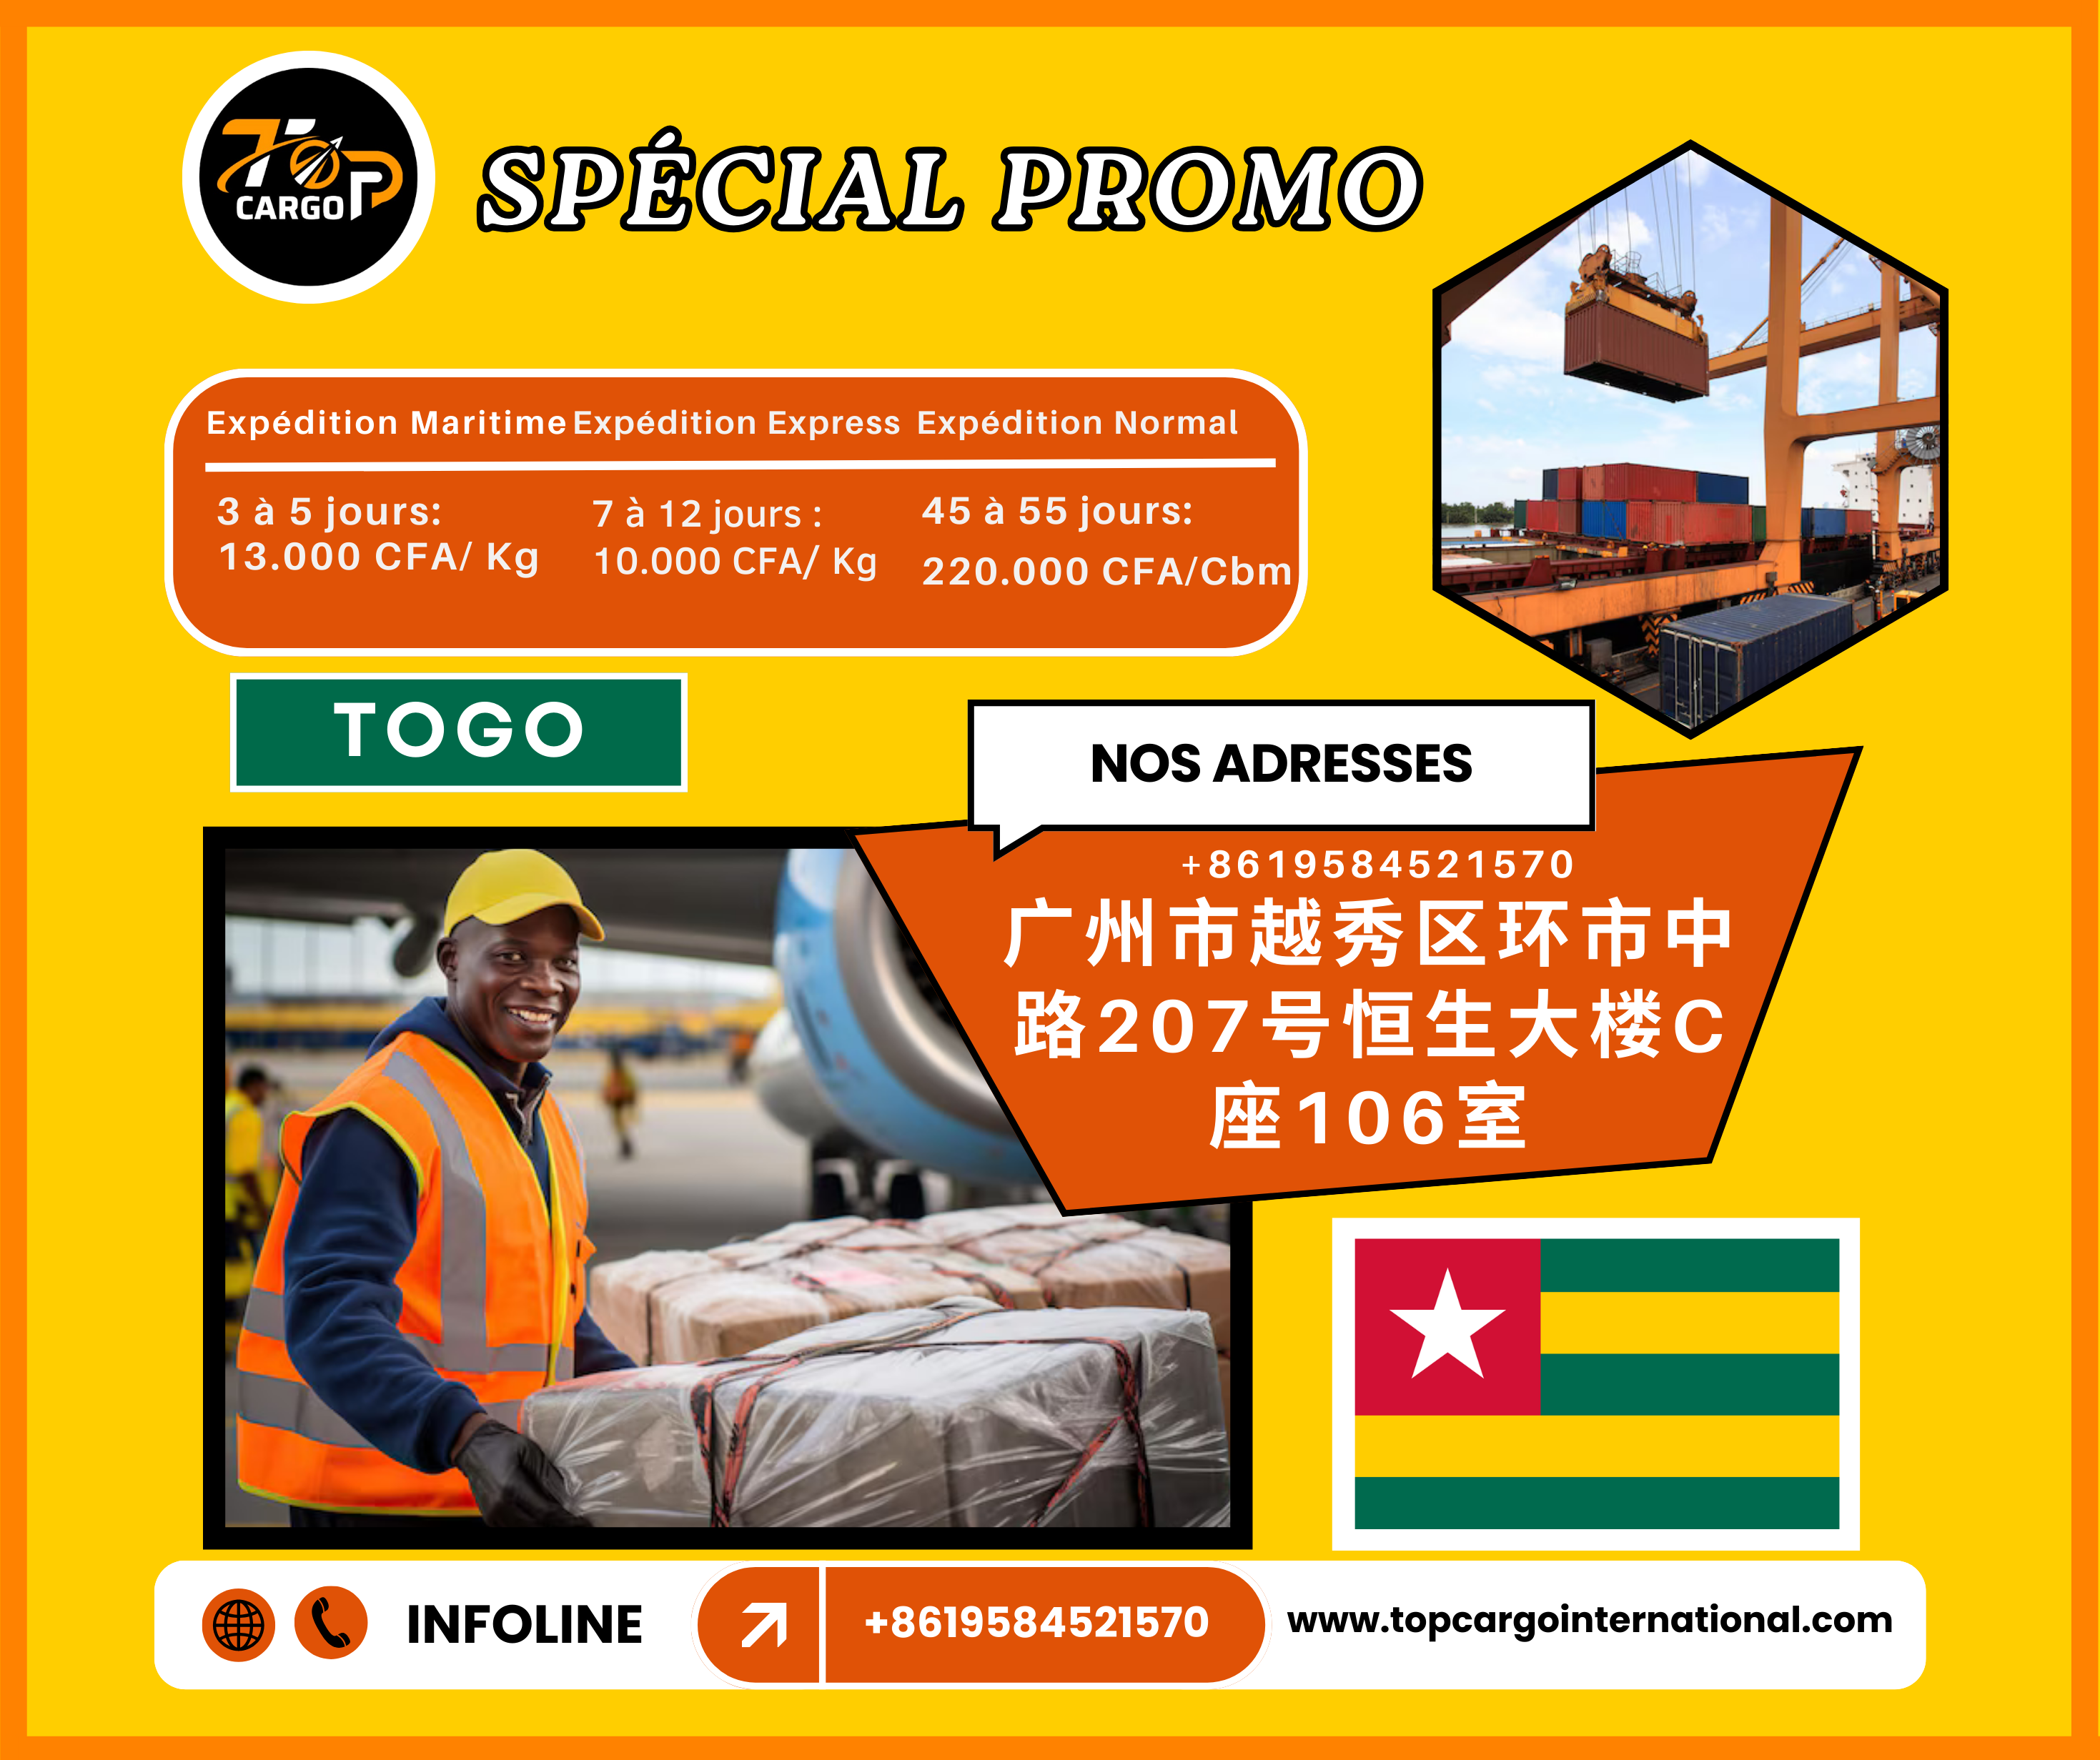 TOP
CARGO
SPÉCIAL PROMO
Expédition Maritime Expédition Express Expédition Normal
3 à 5 jours:
13.000 CFA/ Kg
7 à 12 jours :
10.000 CFA/ Kg
45 à 55 jours:
220.000 CFA/Cbm
TOGO
NOS ADRESSES
+8619584521570
广州市越秀区环市中
路207号恒生大楼C
座106室
INFOLINE
+8619584521570
www.topcargointernational.com